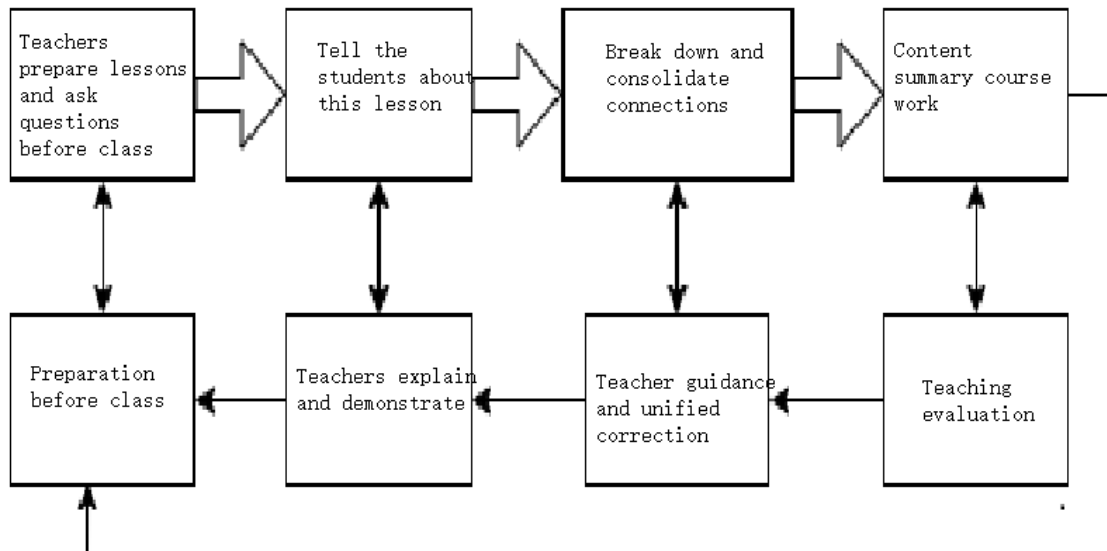 Teachers
prepare lessons
and ask
questions
before class
Tell the
students about
this lesson
Break down and
consolidate
connections
Content
summary course
work
Preparation
before class
Teachers explain
and demonstrate
Teacher guidance
and unified
correction
Teaching
evaluation